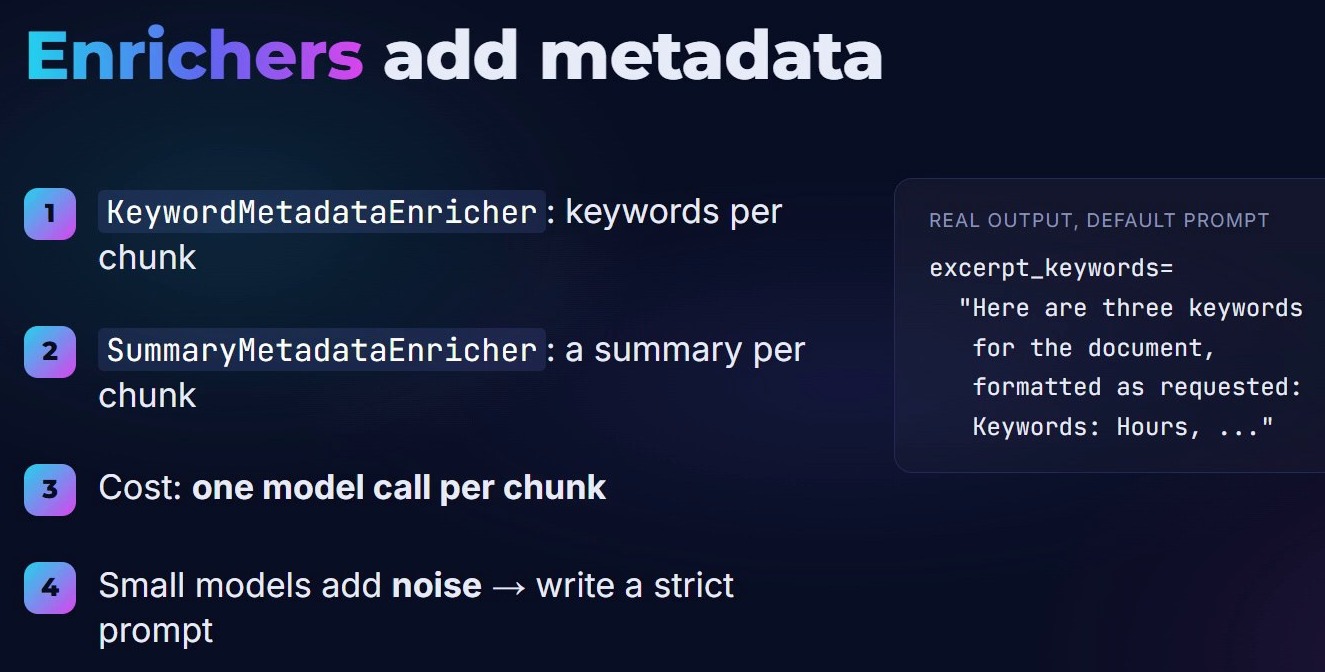 Enrichers add metadata
1 KeywordMetadataEnricher: keywords per
chunk
2 SummaryMetadataEnricher: a summary per
chunk
3 Cost: one model call per chunk
4 Small models add noise → write a strict
prompt
REAL OUTPUT, DEFAULT PROMPT
excerpt_keywords=
"Here are three keywords
for the document,
formatted as requested:
Keywords: Hours, ..."